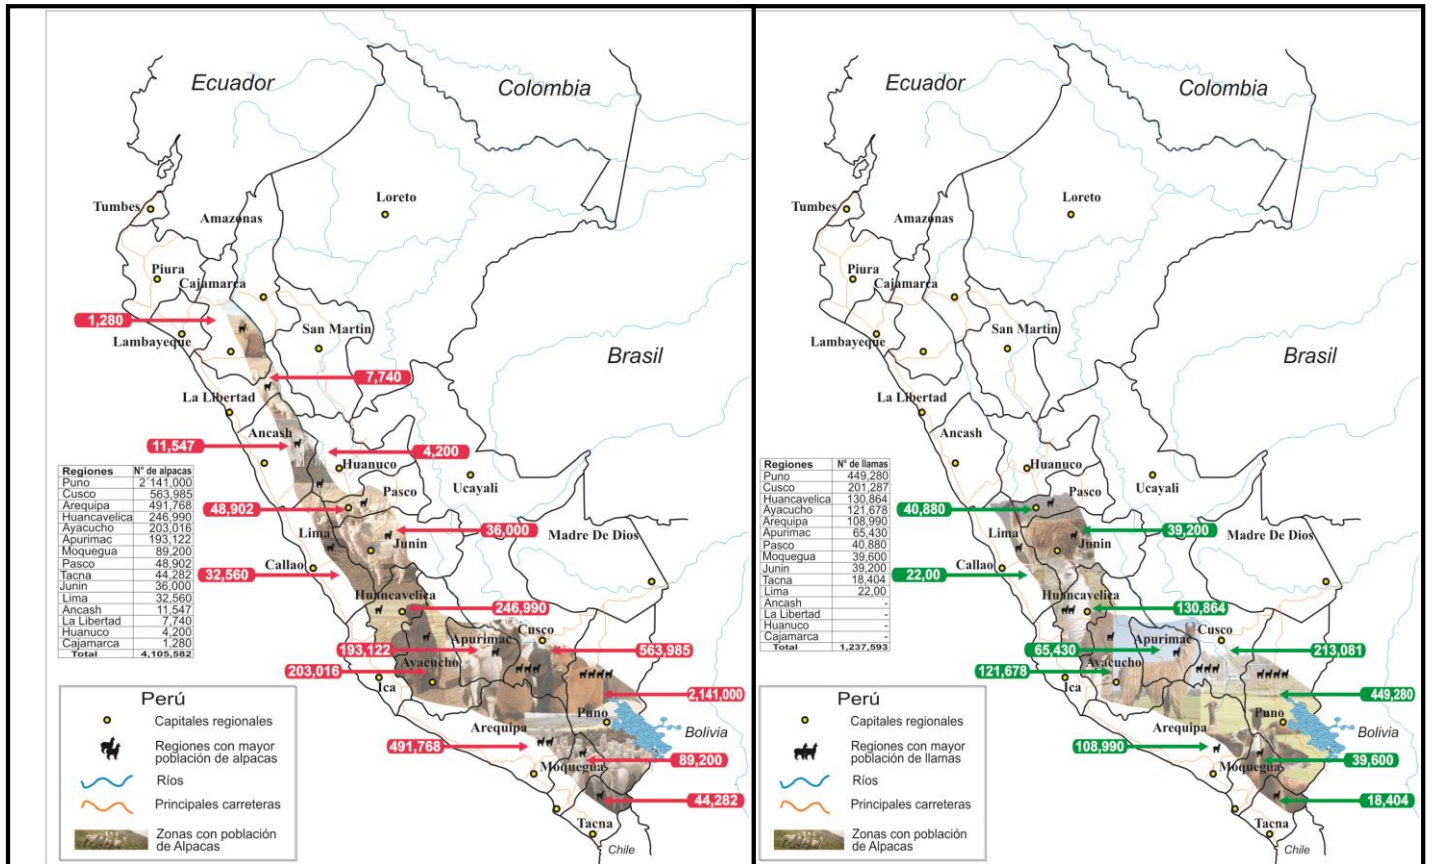 Ecuador
Colombia
Loreto
Tumbes
Amazonas
Piura
Cajamarca
1,280
San Martin
Lambayeque
Brasil
7,740
La Libertad
Ancash
11,547
4,200
Huanuco
Pasco
Ucayali
48,902
36,000
Lima
Junin
Madre De Dios
Callao
32,560
Huancavelica
246,990
Apurimac
Cusco
193,122
563,985
Ayacucho
203,016
Ica
2,141,000
Puno
Arequipa
Bolivia
491,768
89,200
Moquegua
44,282
Tacna
Chile
Regiones N° de alpacas
Puno 2´141,000
Cusco 563,985
Arequipa 491,768
Huancavelica 246,990
Ayacucho 203,016
Apurimac 193,122
Moquegua 89,200
Pasco 48,902
Tacna 44,282
Junin 36,000
Lima 32,560
Ancash 11,547
La Libertad 7,740
Huanuco 4,200
Cajamarca 1,280
Total 4,105,582
Perú
Capitales regionales
Regiones con mayor
población de alpacas
Ríos
Principales carreteras
Zonas con población
de Alpacas
Ecuador
Colombia
Loreto
Tumbes
Amazonas
Piura
Cajamarca
San Martin
Lambayeque
Brasil
La Libertad
Ancash
Huanuco
Pasco
Ucayali
40,880
39,200
Lima
Junin
Madre De Dios
Callao
22,00
Huancavelica
130,864
Apurimac
Cusco
65,430
213,081
Ayacucho
121,678
Ica
449,280
Puno
Arequipa
Bolivia
108,990
39,600
Moquegua
18,404
Tacna
Chile
Regiones N° de llamas
Puno 449,280
Cusco 201,287
Huancavelica 130,864
Ayacucho 121,678
Arequipa 108,990
Apurimac 65,430
Pasco 40,880
Moquegua 39,600
Junin 39,200
Tacna 18,404
Lima 22,00
Ancash -
La Libertad -
Huanuco -
Cajamarca -
Total 1,237,593
Perú
Capitales regionales
Regiones con mayor
población de llamas
Ríos
Principales carreteras
Zonas con población
de Alpacas